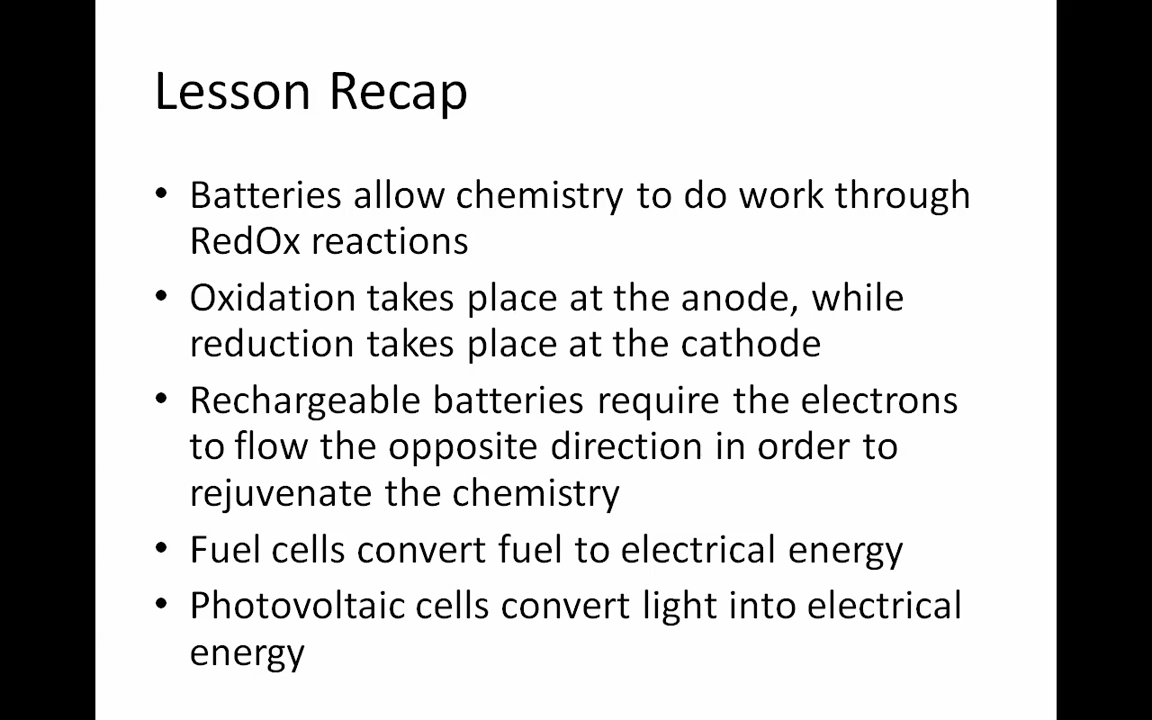 Lesson Recap
• Batteries allow chemistry to do work through
RedOx reactions
• Oxidation takes place at the anode, while
reduction takes place at the cathode
• Rechargeable batteries require the electrons
to flow the opposite direction in order to
rejuvenate the chemistry
• Fuel cells convert fuel to electrical energy
• Photovoltaic cells convert light into electrical
energy